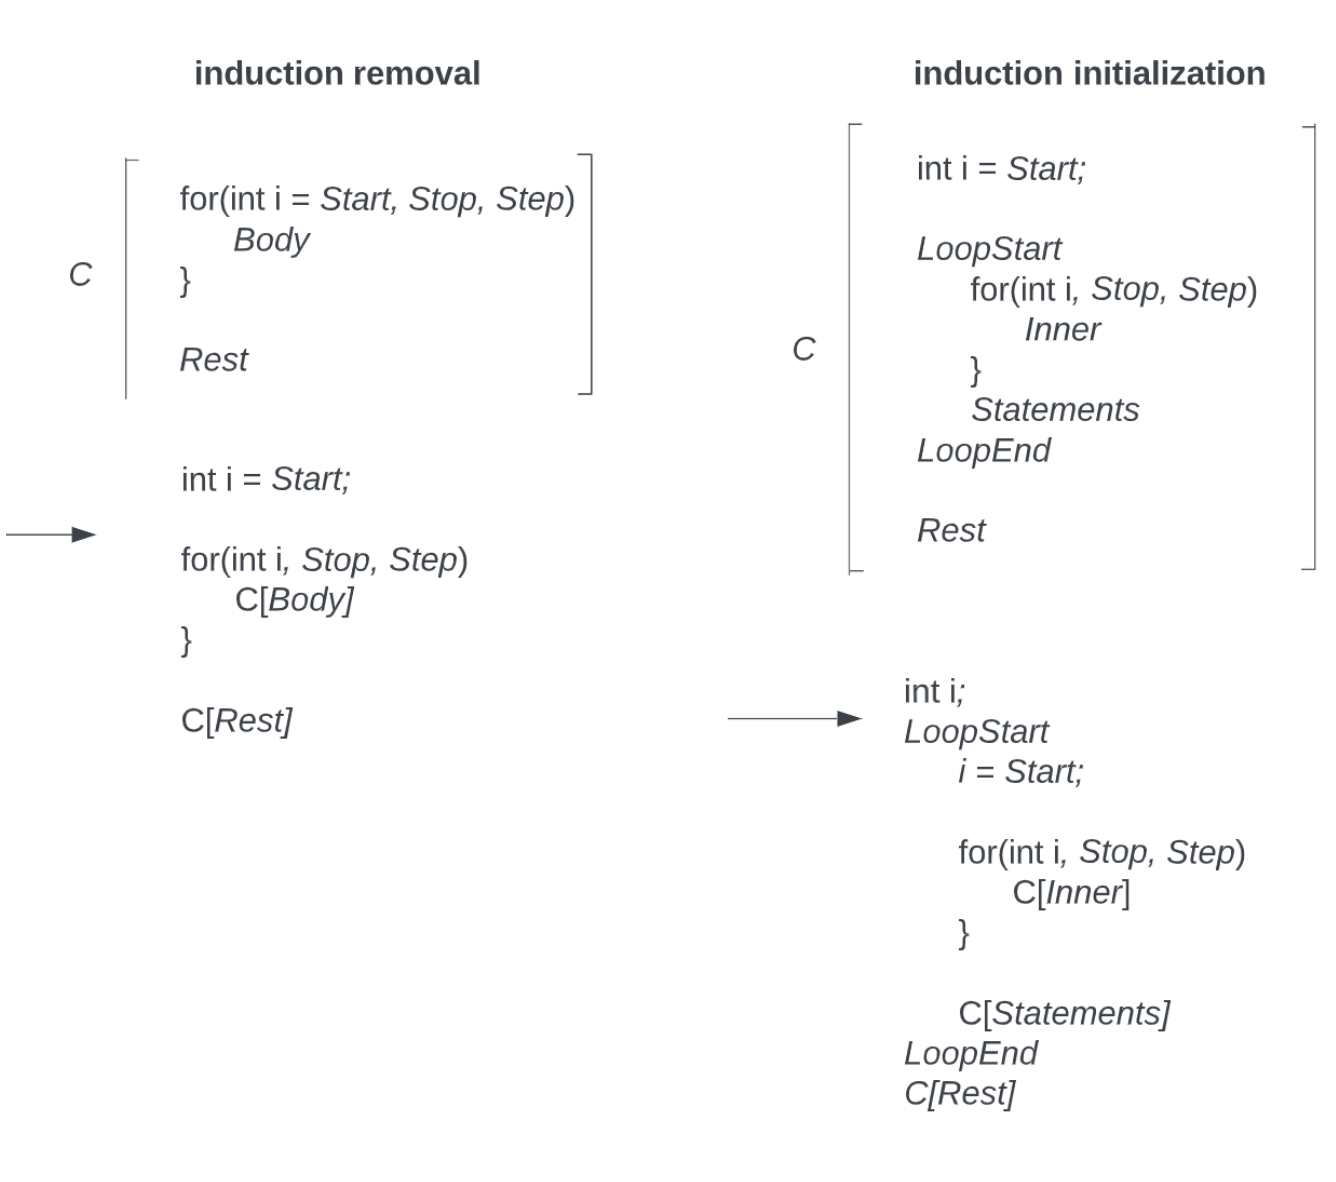 induction removal
C
for(int i = Start, Stop, Step)
Body
}
Rest
int i = Start;
for(int i, Stop, Step)
C[Body]
}
C[Rest]
induction initialization
C
int i = Start;
LoopStart
for(int i, Stop, Step)
Inner
}
Statements
LoopEnd
Rest
int i;
LoopStart
i = Start;
for(int i, Stop, Step)
C[Inner]
}
C[Statements]
LoopEnd
C[Rest]